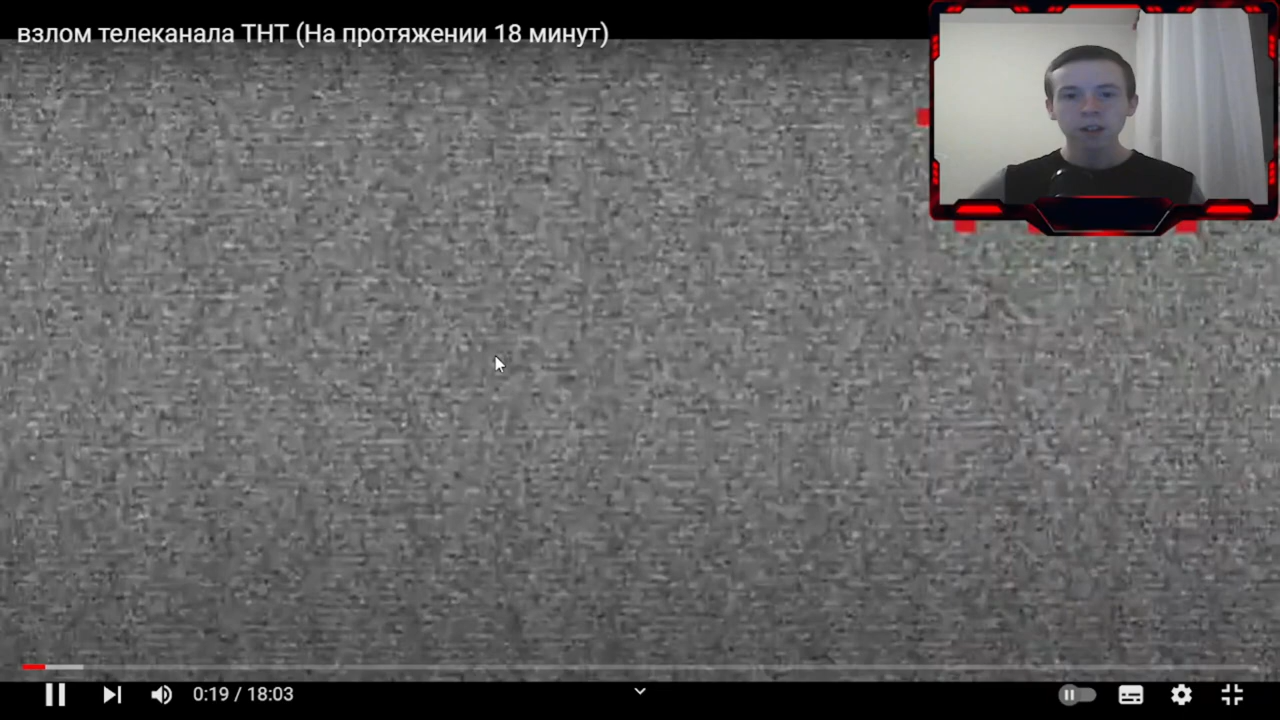 взлом телеканала ТНТ (На протяжении 18 минут)
0:19 / 18:03